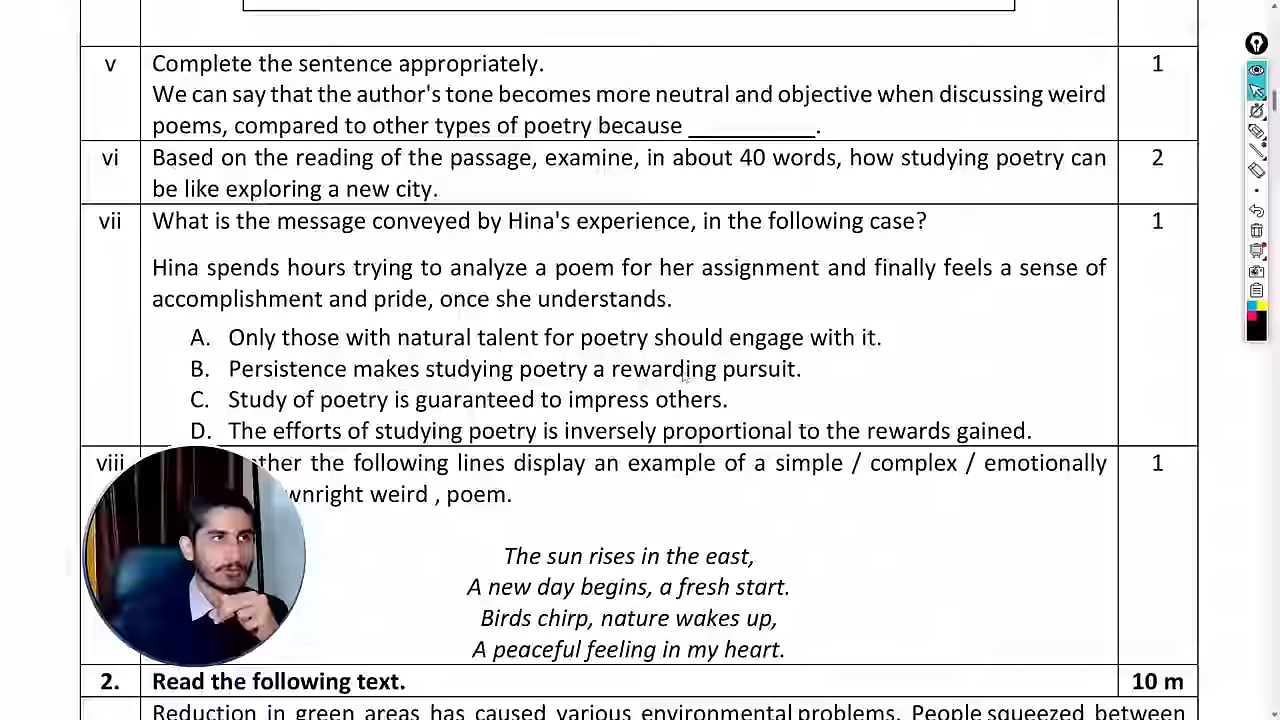 v Complete the sentence appropriately. 1
We can say that the author's tone becomes more neutral and objective when discussing weird
poems, compared to other types of poetry because __________.
vi Based on the reading of the passage, examine, in about 40 words, how studying poetry can 2
be like exploring a new city.
vii What is the message conveyed by Hina's experience, in the following case? 1
Hina spends hours trying to analyze a poem for her assignment and finally feels a sense of
accomplishment and pride, once she understands.
A. Only those with natural talent for poetry should engage with it.
B. Persistence makes studying poetry a rewarding pursuit.
C. Study of poetry is guaranteed to impress others.
D. The efforts of studying poetry is inversely proportional to the rewards gained.
viii the following lines display an example of a simple / complex / emotionally 1
weird , poem.
The sun rises in the east,
A new day begins, a fresh start.
Birds chirp, nature wakes up,
A peaceful feeling in my heart.
2. Read the following text. 10 m
Reduction in green areas has caused various environmental problems. People squeezed between